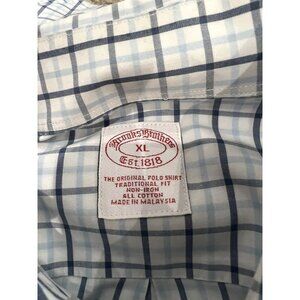 Brooks Brothers
XL
Est. 1818
THE ORIGINAL POLO SHIRT
TRADITIONAL FIT
NON-IRON
ALL COTTON
MADE IN MALAYSIA